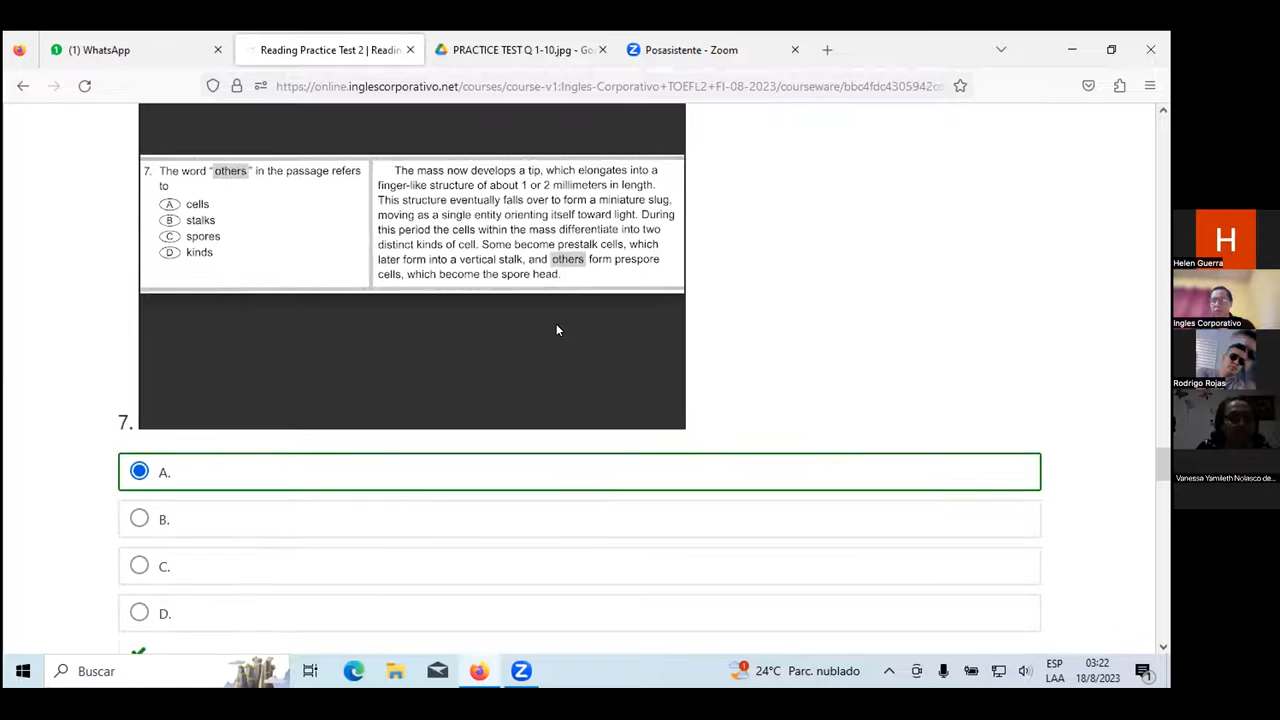 (1) WhatsApp
Reading Practice Test 2 | Readin
PRACTICE TEST Q 1-10.jpg - Go
Posasistente - Zoom
https://online.inglescorporativo.net/courses/course-v1:Ingles-Corporativo+TOEFL2+FI-08-2023/courseware/bbc4fdc4305942cc
7. The word "others" in the passage refers
to
A cells
B stalks
C spores
D kinds
The mass now develops a tip, which elongates into a
finger-like structure of about 1 or 2 millimeters in length.
This structure eventually falls over to form a miniature slug,
moving as a single entity orienting itself toward light. During
this period the cells within the mass differentiate into two
distinct kinds of cell. Some become prestalk cells, which
later form into a vertical stalk, and others form prespore
cells, which become the spore head.
7.
A.
B.
C.
D.
H
Helen Guerra
Ingles Corporativo
Rodrigo Rojas
Vanessa Yamileth Nolasco de...
Buscar
24°C Parc. nublado
ESP
LAA
03:22
18/8/2023